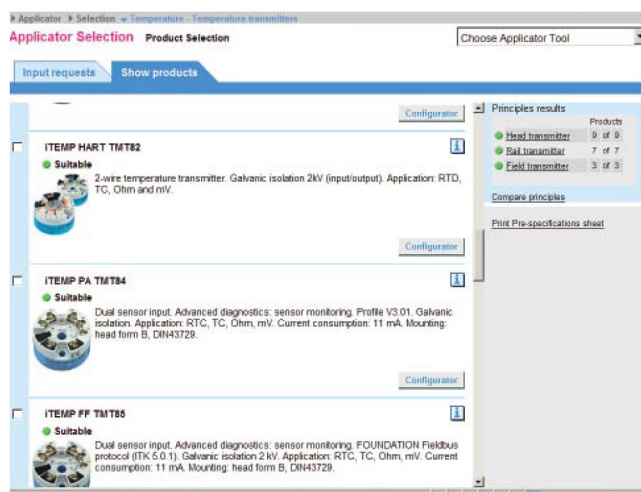 Applicator Selection Temperature - Temperature transmitters
Applicator Selection Product Selection
Choose Applicator Tool
Input requests Show products
Configurator
iTEMP HART TMT82
Suitable
2-wire temperature transmitter. Galvanic isolation 2kV (input/output). Application: RTD,
TC, Ohm and mV.
Configurator
iTEMP PA TMT84
Suitable
Dual sensor input. Advanced diagnostics: sensor monitoring. Profile V3.01. Galvanic
isolation. Application: RTC, TC, Ohm, mV. Current consumption: 11 mA. Mounting:
head form B, DIN43729.
Configurator
iTEMP FF TMT85
Suitable
Dual sensor input. Advanced diagnostics: sensor monitoring. FOUNDATION Fieldbus
protocol (ITK 5.0.1). Galvanic isolation 2 kV. Application: RTC, TC, Ohm, mV. Current
consumption: 11 mA. Mounting: head form B, DIN43729.
Principles results
Products
Head transmitter 9 of 9
Rail transmitter 7 of 7
Field transmitter 3 of 3
Compare principles
Print Pre-specifications sheet